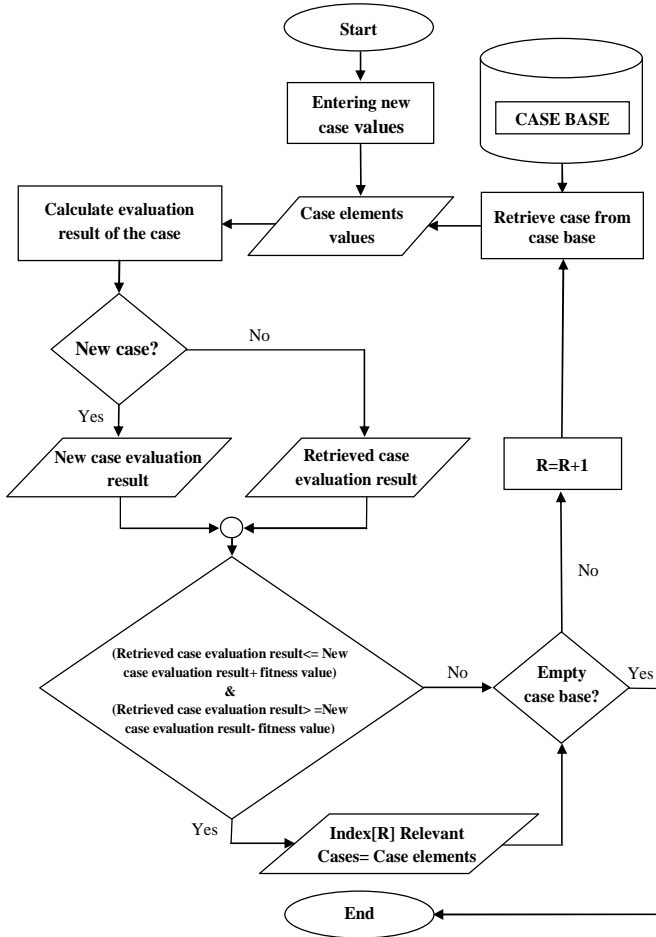 Start
Entering new
case values
CASE BASE
Calculate evaluation
result of the case
Case elements
values
Retrieve case from
case base
New case?
No
Yes
New case evaluation
result
Retrieved case
evaluation result
R=R+1
No
(Retrieved case evaluation result<= New
case evaluation result+ fitness value)
&
(Retrieved case evaluation result> =New
case evaluation result- fitness value)
No
Empty
case base?
Yes
Yes
Index[R] Relevant
Cases= Case elements
End